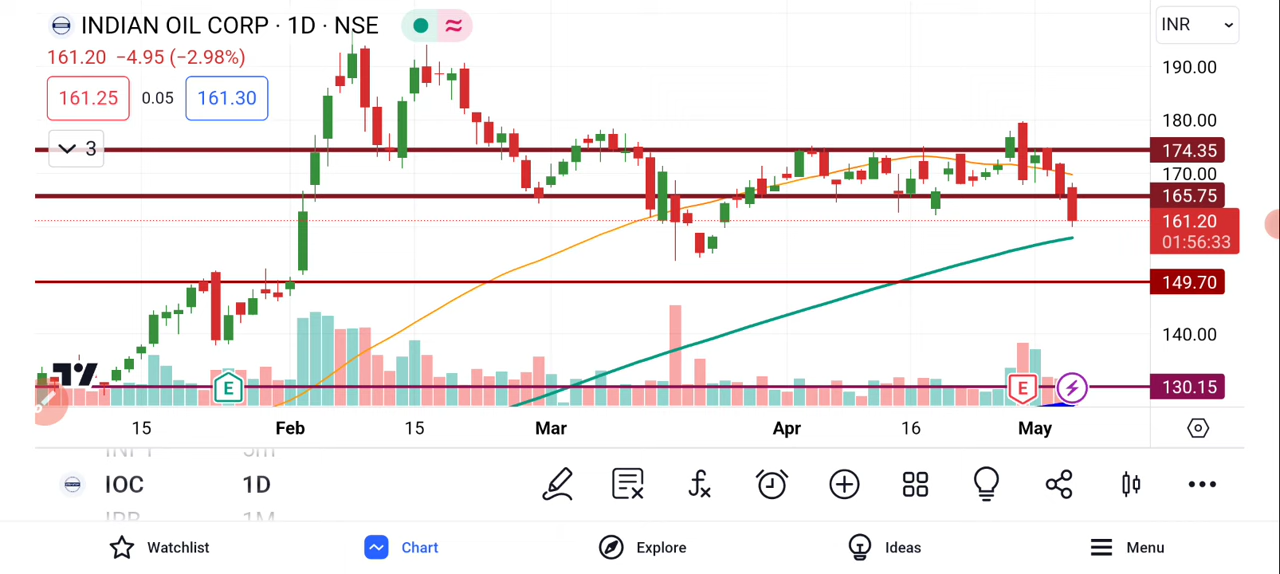 INDIAN OIL CORP · 1D · NSE
INR
161.20 −4.95 (−2.98%)
161.25 0.05 161.30
3
190.00
180.00
174.35
170.00
165.75
161.20
01:56:33
149.70
140.00
130.15
E
E
15 Feb 15 Mar Apr 16 May
IOC 1D
1M
Watchlist Chart Explore Ideas Menu